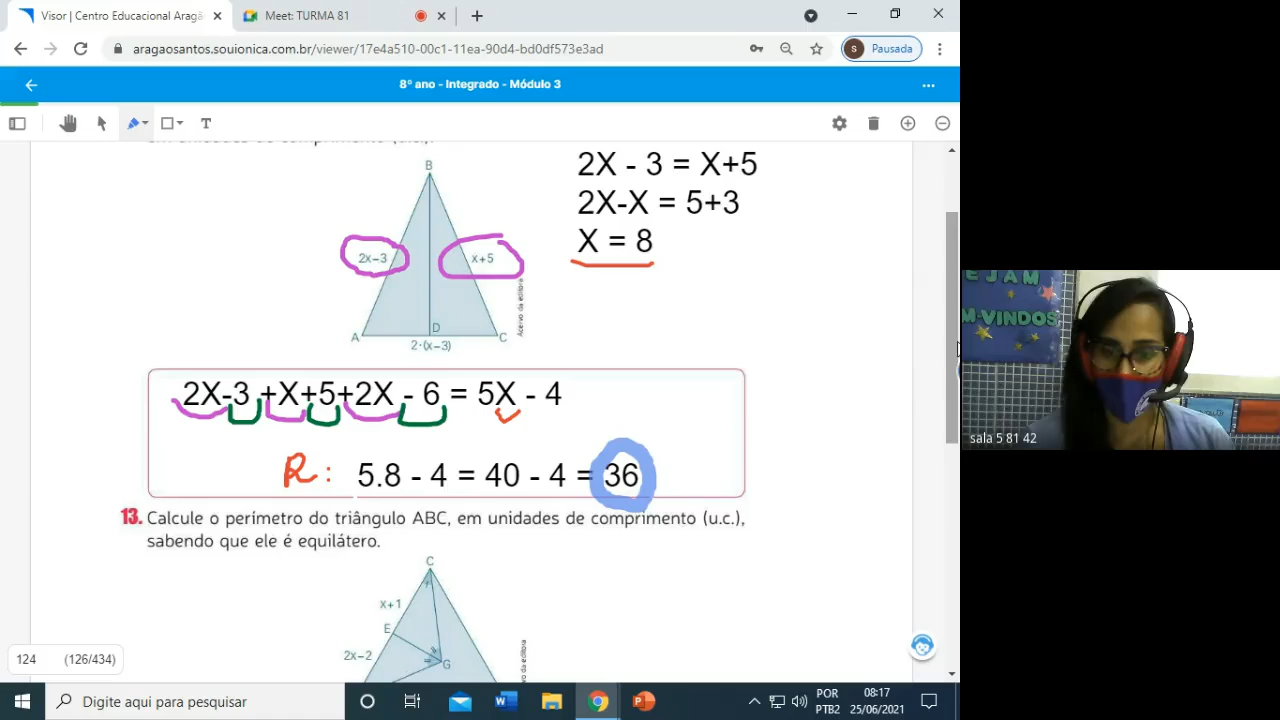 Visor | Centro Educacional Aragã
Meet: TURMA 81
aragaosantos.souionica.com.br/viewer/17e4a510-00c1-11ea-90d4-bd0df573e3ad
S Pausada
8º ano - Integrado - Módulo 3
T
B
2x-3
x+5
A
D
C
2·(x-3)
Acervo da editora
2X - 3 = X+5
2X-X = 5+3
X = 8
2X-3 +X+5+2X - 6 = 5X - 4
R: 5.8 - 4 = 40 - 4 = 36
13. Calcule o perímetro do triângulo ABC, em unidades de comprimento (u.c.),
sabendo que ele é equilátero.
C
x+1
E
2x-2
G
124 (126/434)
EJAM
M-VINDOS
sala 5 81 42
Digite aqui para pesquisar
POR
PTB2
08:17
25/06/2021